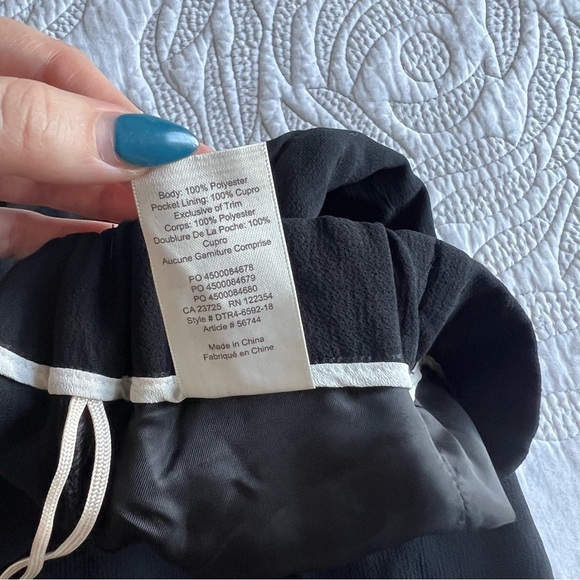 Body: 100% Polyester
Pocket Lining: 100% Cupro
Exclusive of Trim
Corps: 100% Polyester
Doublure De La Poche: 100%
Cupro
Aucune Garniture Comprise
PO 4500084678
PO 4500084679
PO 4500084680
CA 23725 RN 122354
Style # DTR4-6592-18
Article # 56744
Made in China
Fabriqué en Chine